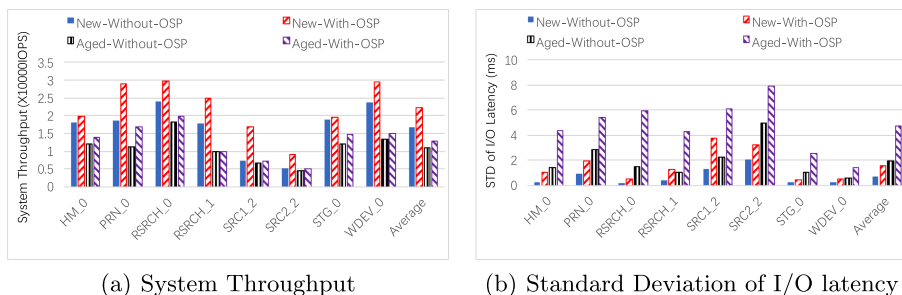 New-Without-OSP
New-With-OSP
Aged-Without-OSP
Aged-With-OSP
System Throughput (X10000IOPS)
3.5
3
2.5
2
1.5
1
0.5
0
HM_0
PRN_0
RSRCH_0
RSRCH_1
SRC1_2
SRC2_2
STG_0
WDEV_0
Average
(a) System Throughput
New-Without-OSP
New-With-OSP
Aged-Without-OSP
Aged-With-OSP
STD of I/O Latency (ms)
10
8
6
4
2
0
HM_0
PRN_0
RSRCH_0
RSRCH_1
SRC1_2
SRC2_2
STG_0
WDEV_0
Average
(b) Standard Deviation of I/O latency